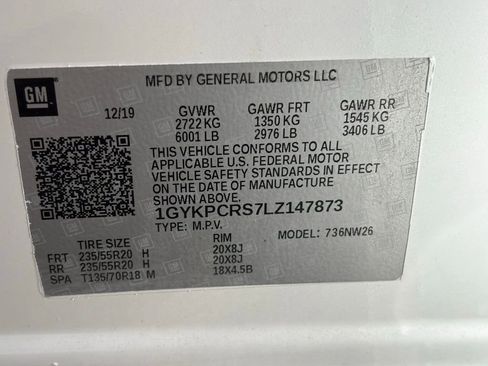 GM
MFD BY GENERAL MOTORS LLC
12/19 GVWR GAWR FRT GAWR RR
2722 KG 1350 KG 1545 KG
6001 LB 2976 LB 3406 LB
THIS VEHICLE CONFORMS TO ALL
APPLICABLE U.S. FEDERAL MOTOR
VEHICLE SAFETY STANDARDS IN EFFECT
ON THE DATE OF MANUFACTURE
SHOWN ABOVE.
1GYKPCRS7LZ147873
TYPE: M.P.V. MODEL: 736NW26
TIRE SIZE RIM
FRT 235/55R20 H 20X8J
RR 235/55R20 H 20X8J
SPA T135/70R18 M 18X4.5B